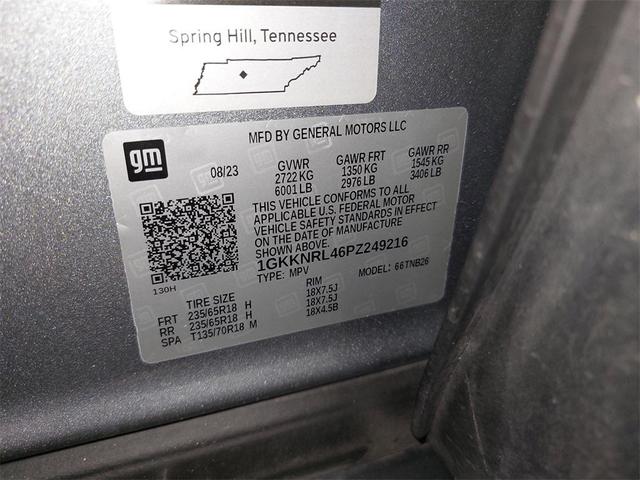 Spring Hill, Tennessee
MFD BY GENERAL MOTORS LLC
gm
08/23 GVWR GAWR FRT GAWR RR
2722 KG 1350 KG 1545 KG
6001 LB 2976 LB 3406 LB
THIS VEHICLE CONFORMS TO ALL
APPLICABLE U.S. FEDERAL MOTOR
VEHICLE SAFETY STANDARDS IN EFFECT
ON THE DATE OF MANUFACTURE
SHOWN ABOVE.
1GKKNRL46PZ249216
TYPE: MPV MODEL: 66TNB26
130H
TIRE SIZE RIM
FRT 235/65R18 H 18X7.5J
RR 235/65R18 H 18X7.5J
SPA T135/70R18 M 18X4.5B